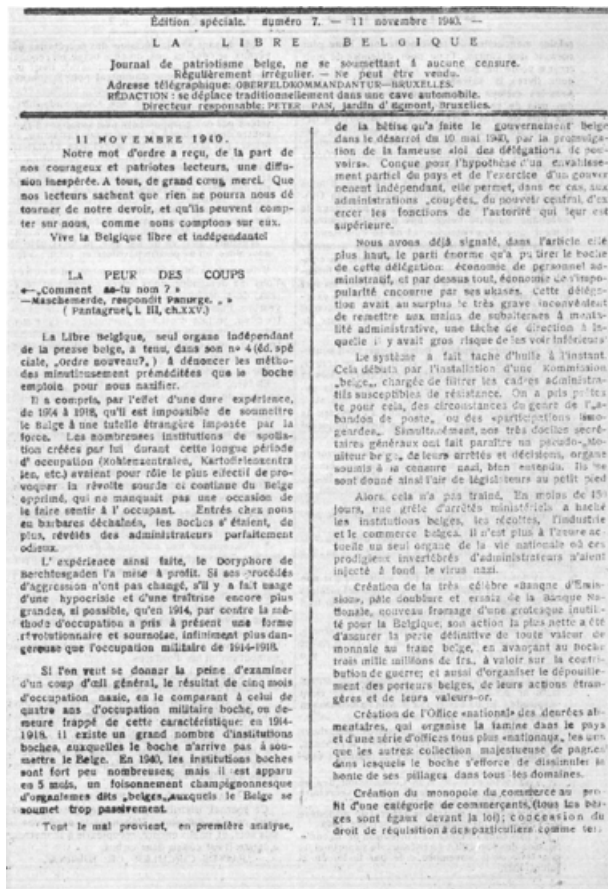 Édition spéciale. numéro 7. — 11 novembre 1940. —
LA LIBRE BELGIQUE
Journal de patriotisme belge, ne se soumettant à aucune censure.
Régulièrement irrégulier. — Ne peut être vendu.
Adresse télégraphique: OBERFELDKOMMANDANTUR—BRUXELLES.
RÉDACTION: se déplace traditionnellement dans une cave automobile.
Directeur responsable: PETER PAN, jardin d'Egmont, Bruxelles.
11 NOVEMBRE 1940.
Notre mot d'ordre a reçu, de la part de
nos courageux et patriotes lecteurs, une diffu-
sion inespérée. A tous, de grand cœur, merci. Que
nos lecteurs sachent que rien ne pourra nous dé
tourner de notre devoir, et qu'ils peuvent comp-
ter sur nous, comme nous comptons sur eux.
Vive la Belgique libre et indépendante!
LA PEUR DES COUPS
«—„Comment as-tu nom ? »
—Maschemerde, respondit Panurge. „ »
( Pantagruel, l. III, ch.XXV.)
La Libre Belgique, seul organe indépendant
de la presse belge, a tenu, dans son n° 4 (éd. spé
ciale, „Ordre nouveau?„ ) à dénoncer les métho-
des minutieusement préméditées que le boche
emploie pour nous nazifier.
Il a compris, par l'effet d'une dure expérience,
de 1914 à 1918, qu'il est impossible de soumettre
le Belge à une tutelle étrangère imposée par la
force. Les nombreuses institutions de spolia-
tion créées par lui durant cette longue période
d'occupation (Kohlenzentrale, Kartoffelszentra
les, etc.) avaient pour rôle le plus effectif de pro-
voquer la révolte sourde et continue du Belge
opprimé, qui ne manquait pas une occasion de
le faire sentir à l'occupant. Entrés chez nous
en barbares déchaînés, les Boches s'étaient, de
plus, révélés des administrateurs parfaitement
odieux.
L'expérience ainsi faite, le Doryphore de
Berchtesgaden l'a mise à profit. Si ses procédés
d'aggression n'ont pas changé, s'il y a fait usage
d'une hypocrisie et d'une traîtrise encore plus
grandes, si possible, qu'en 1914, par contre la mé-
thode d'occupation a pris à présent une forme
révolutionnaire et sournoise, infiniment plus dan-
gereuse que l'occupation militaire de 1914-1918.
Si l'on veut se donner la peine d'examiner
d'un coup d'œil général, le résultat de cinq mois
d'occupation nazie, en le comparant à celui de
quatre ans d'occupation militaire boche, on de-
meure frappé de cette caractéristique: en 1914-
1918. il existe un grand nombre d'institutions
boches, auxquelles le boche n'arrive pas à sou-
mettre le Belge. En 1940, les institutions boches
sont fort peu nombreuses; mais il est apparu
en 5 mois, un foisonnement champignonnesque
d'organismes dits „belges„ auxquels le Belge se
soumet trop passivement.
Tout le mal provient, en première analyse,
de la bêtise qu'a faite le gouvernement Belge
dans le désarroi du 10 mai 1940, par la promulga-
tion de la fameuse «loi des délégations de pou-
voirs». Conçue pour l'hypothèse d'un envahisse-
ment partiel du pays et de l'exercice d'un gouver
nement indépendant, elle permet, dans ce cas, aux
administrations „coupées„ du pouvoir central, d'ex
ercer les fonctions de l'autorité qui leur est
supérieure.
Nous avons déjà signalé, dans l'article cité
plus haut, le parti énorme qu'a pu tirer le boche
de cette délégation: économie de personnel ad-
ministratif, et par dessus tout, économie de l'impo-
pularité encourue par ses ukases. Cette déléga-
tion avait au surplus le très grave inconvénient
de remettre aux mains de subalternes à menta-
lité administrative, une tâche de direction à la-
quelle il y avait gros risque de les voir inférieurs
Le système a fait tache d'huile à l'instant.
Cela débuta par l'installation d'une Kommission
„belge„, chargée de filtrer les cadres administra-
tifs susceptibles de résistance. On a pris prétex
te pour cela, des circonstances du genre de l'„a-
bandon de poste„ ou des «participations
Simultanément, nos très dociles secré-
taires généraux ont fait paraître un pseudo-„Mo
niteur belge„, de leurs arrêtés et décisions, organe
soumis à la censure nazi, bien entendu. Ils se
sont donné ainsi l'air de législateurs au petit pied
Alors, cela n'a pas traîné. En moins de 150
jours, une grêle d'arrêtés ministériels a haché
les institutions belges, les récoltes, l'industrie
et le commerce belges. Il n'est plus à l'heure ac-
tuelle un seul organe de la vie nationale où ces
prodigieux invertébrés d'administrateurs n'aient
injecté à fond le virus nazi.
Création de la très célèbre «Banque d'Emis-
sion», pâle doublure et ersatz de la Banque Na-
tionale, nouveau fromage d'une grotesque inutili-
té pour la Belgique, son action la plus nette a été
d'assurer la perte définitive de toute valeur de
monnaie au franc belge, en avançant au boche
trois mille millions de frs., à valoir sur la contri-
bution de guerre; et aussi d'organiser le dépouille-
ment des porteurs belges, de leurs actions étran-
gères et de leurs valeurs-or.
Création de l'Office «national» des denrées ali-
mentaires, qui organise la famine dans le pays
et d'une série d'offices tous plus «nationaux„ les uns
que les autres: collection majestueuse de pagnes
dans lesquels le boche s'efforce de dissimuler la
honte de ses pillages dans tous les domaines.
Création du monopole du commerce au pro-
fit d'une catégorie de commerçants, (tous les bel-
ges sont égaux devant la loi); concession du
droit de réquisition à des particuliers comme tel.